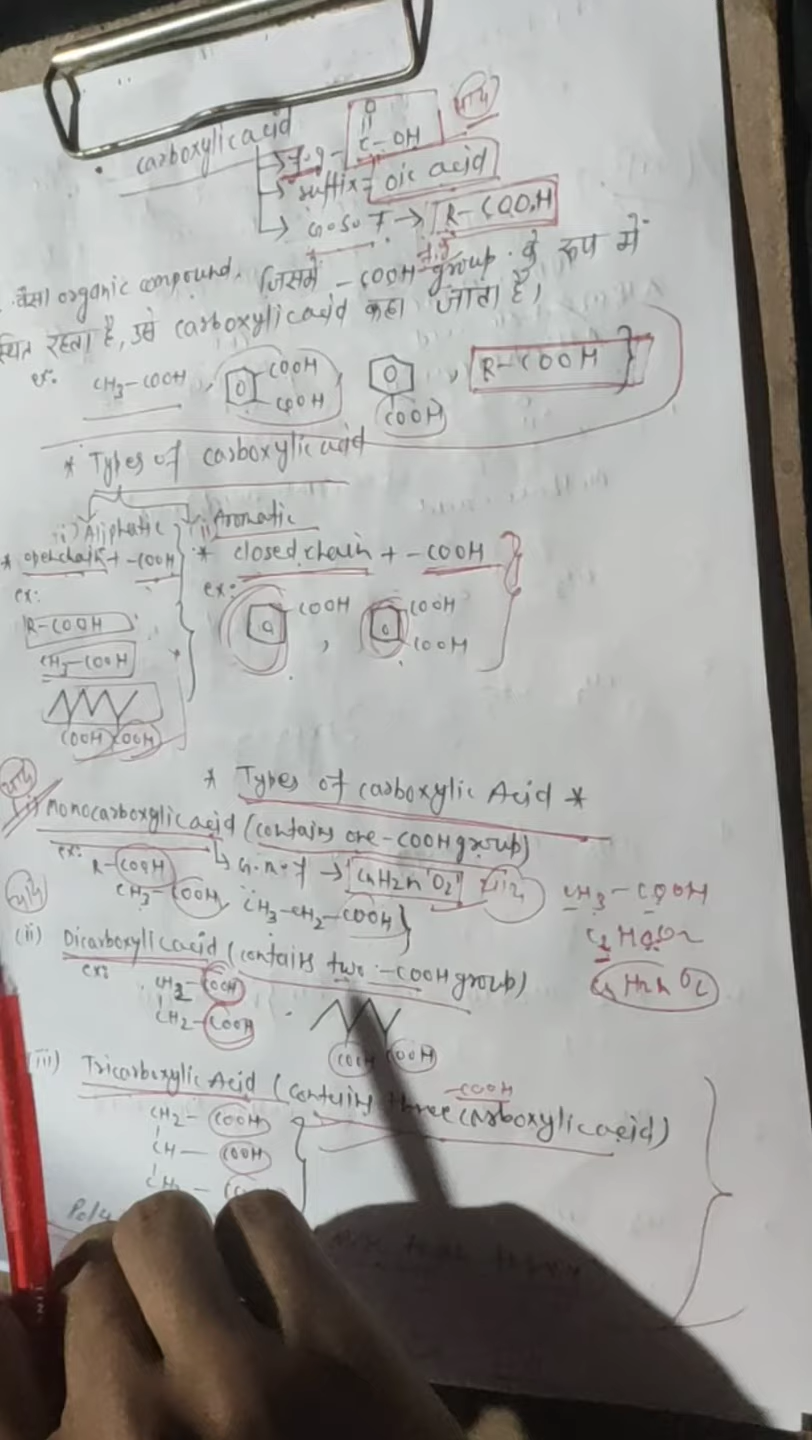 • carboxylic acid
→ f.g - O
||
C-OH
→ suffix = oic acid
→ G.S.F → R-COOH
वैसा organic compound, जिसमें -COOH group के रूप में
रहता है, उसे carboxylic acid कहा जाता है।
ex: CH3-COOH, COOH COOH, COOH, R-COOH
* Types of carboxylic acid
i) Aliphatic (ii) Aromatic
* open chain + -COOH * closed chain + -COOH
ex: ex: COOH, COOH COOH
R-COOH
CH3-COOH
COOH COOH
* Types of carboxylic Acid *
(i) Monocarboxylic acid (contains one -COOH group)
ex: R-COOH → G.M.F → CnH2nO2
CH3-COOH, CH3-CH2-COOH CH3-COOH
C2H4O2
CnH2nO2
(ii) Dicarboxylic acid (contains two -COOH group)
ex: CH2-COOH
CH2-COOH
COOH COOH
(iii) Tricarboxylic Acid (contains three carboxylic acid)
-COOH
CH2-COOH
CH-COOH